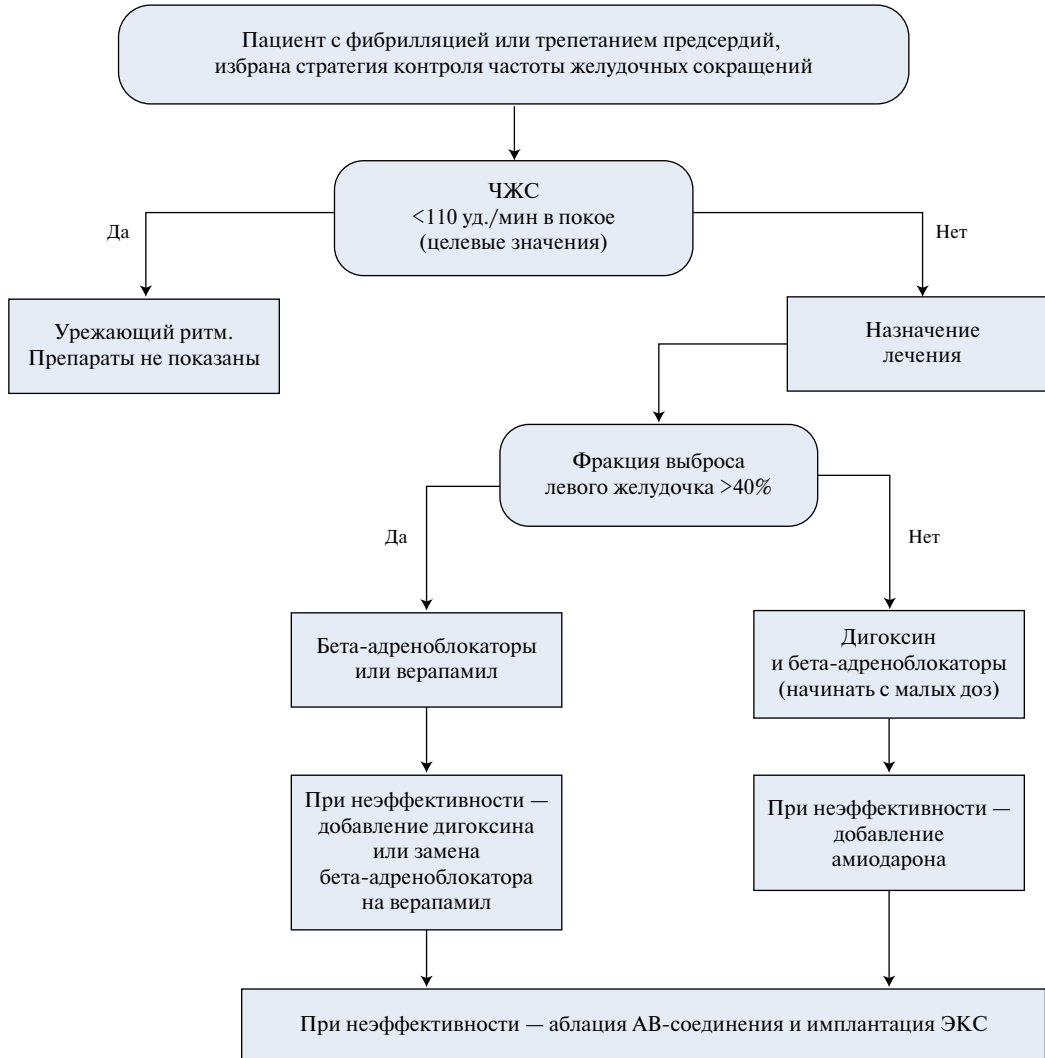 Пациент с фибрилляцией или трепетанием предсердий,
избрана стратегия контроля частоты желудочных сокращений
ЧЖС
<110 уд./мин в покое
(целевые значения)
Да
Нет
Урежающий ритм.
Препараты не показаны
Назначение
лечения
Фракция выброса
левого желудочка >40%
Да
Нет
Бета-адреноблокаторы
или верапамил
Дигоксин
и бета-адреноблокаторы
(начинать с малых доз)
При неэффективности —
добавление дигоксина
или замена
бета-адреноблокатора
на верапамил
При неэффективности —
добавление
амиодарона
При неэффективности — аблация АВ-соединения и имплантация ЭКС